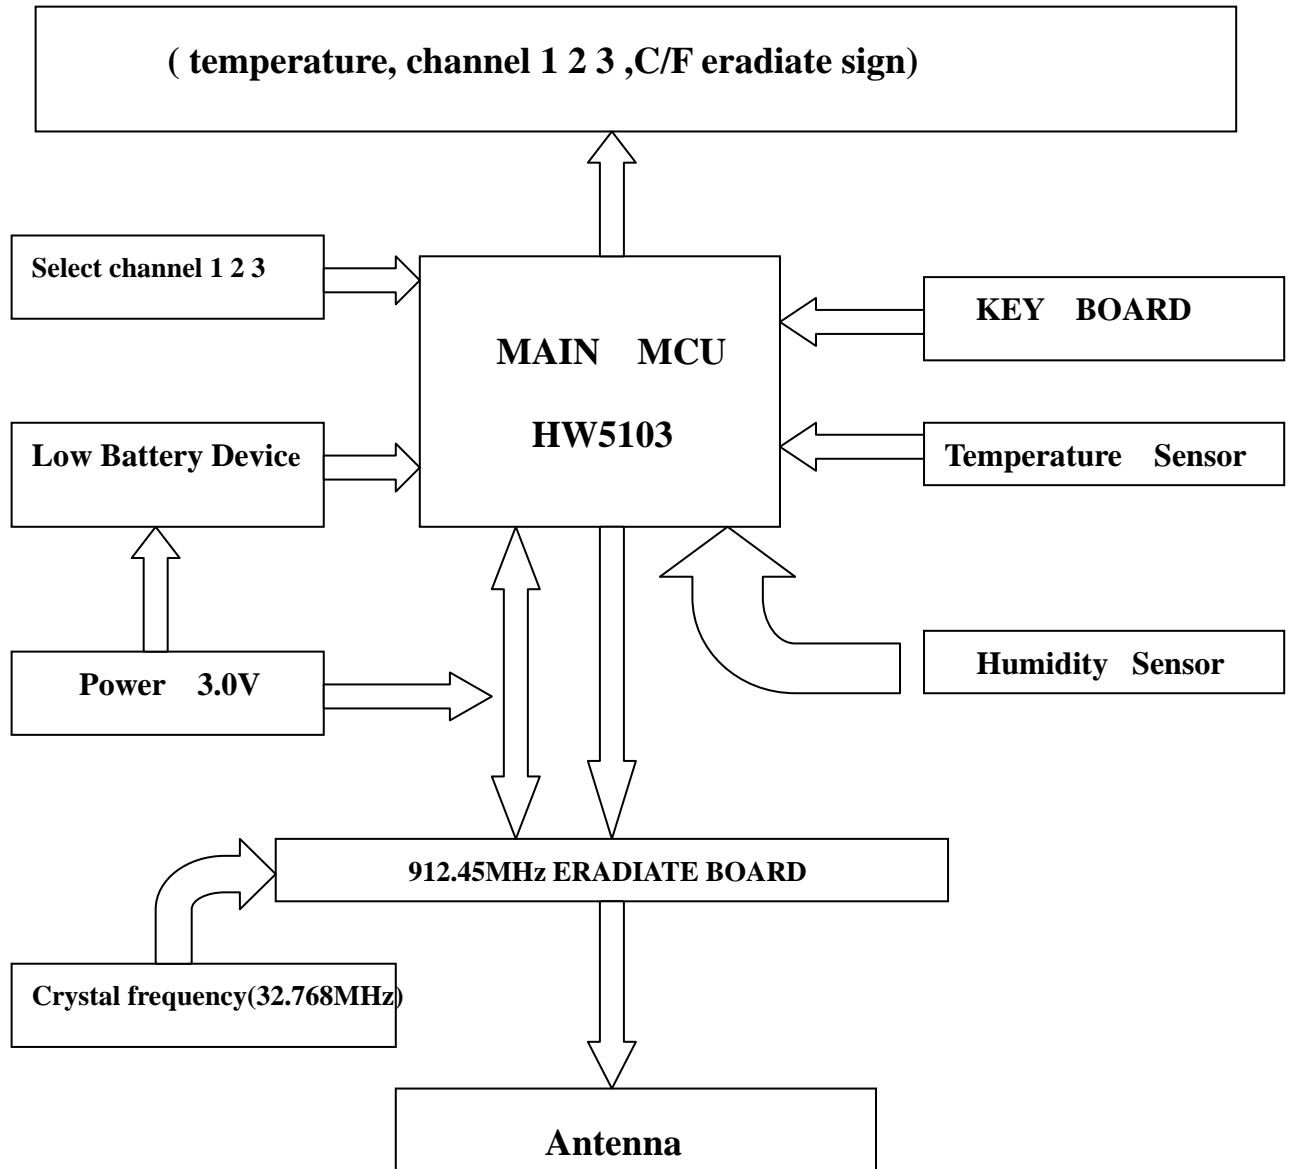 ( temperature, channel 1 2 3 ,C/F eradiate sign)
Select channel 1 2 3
KEY BOARD
MAIN MCU
HW5103
Low Battery Device
Temperature Sensor
Power 3.0V
Humidity Sensor
912.45MHz ERADIATE BOARD
Crystal frequency(32.768MHz)
Antenna